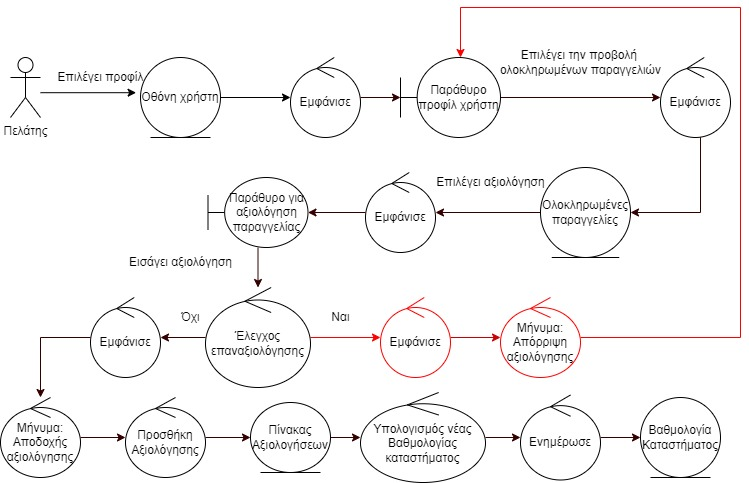 Επιλέγει προφίλ
Πελάτης
Οθόνη χρήστη
Εμφάνισε
Παράθυρο
προφίλ χρήστη
Επιλέγει την προβολή
ολοκληρωμένων παραγγελιών
Εμφάνισε
Ολοκληρωμένες
παραγγελίες
Επιλέγει αξιολόγηση
Εμφάνισε
Παράθυρο για
αξιολόγηση
παραγγελίας
Εισάγει αξιολόγηση
Έλεγχος
επαναξιολόγησης
Όχι
Εμφάνισε
Ναι
Εμφάνισε
Μήνυμα:
Απόρριψη
αξιολόγησης
Μήνυμα:
Αποδοχής
αξιολόγησης
Προσθήκη
Αξιολόγησης
Πίνακας
Αξιολογήσεων
Υπολογισμός νέας
Βαθμολογίας
καταστήματος
Ενημέρωσε
Βαθμολογία
Καταστήματος